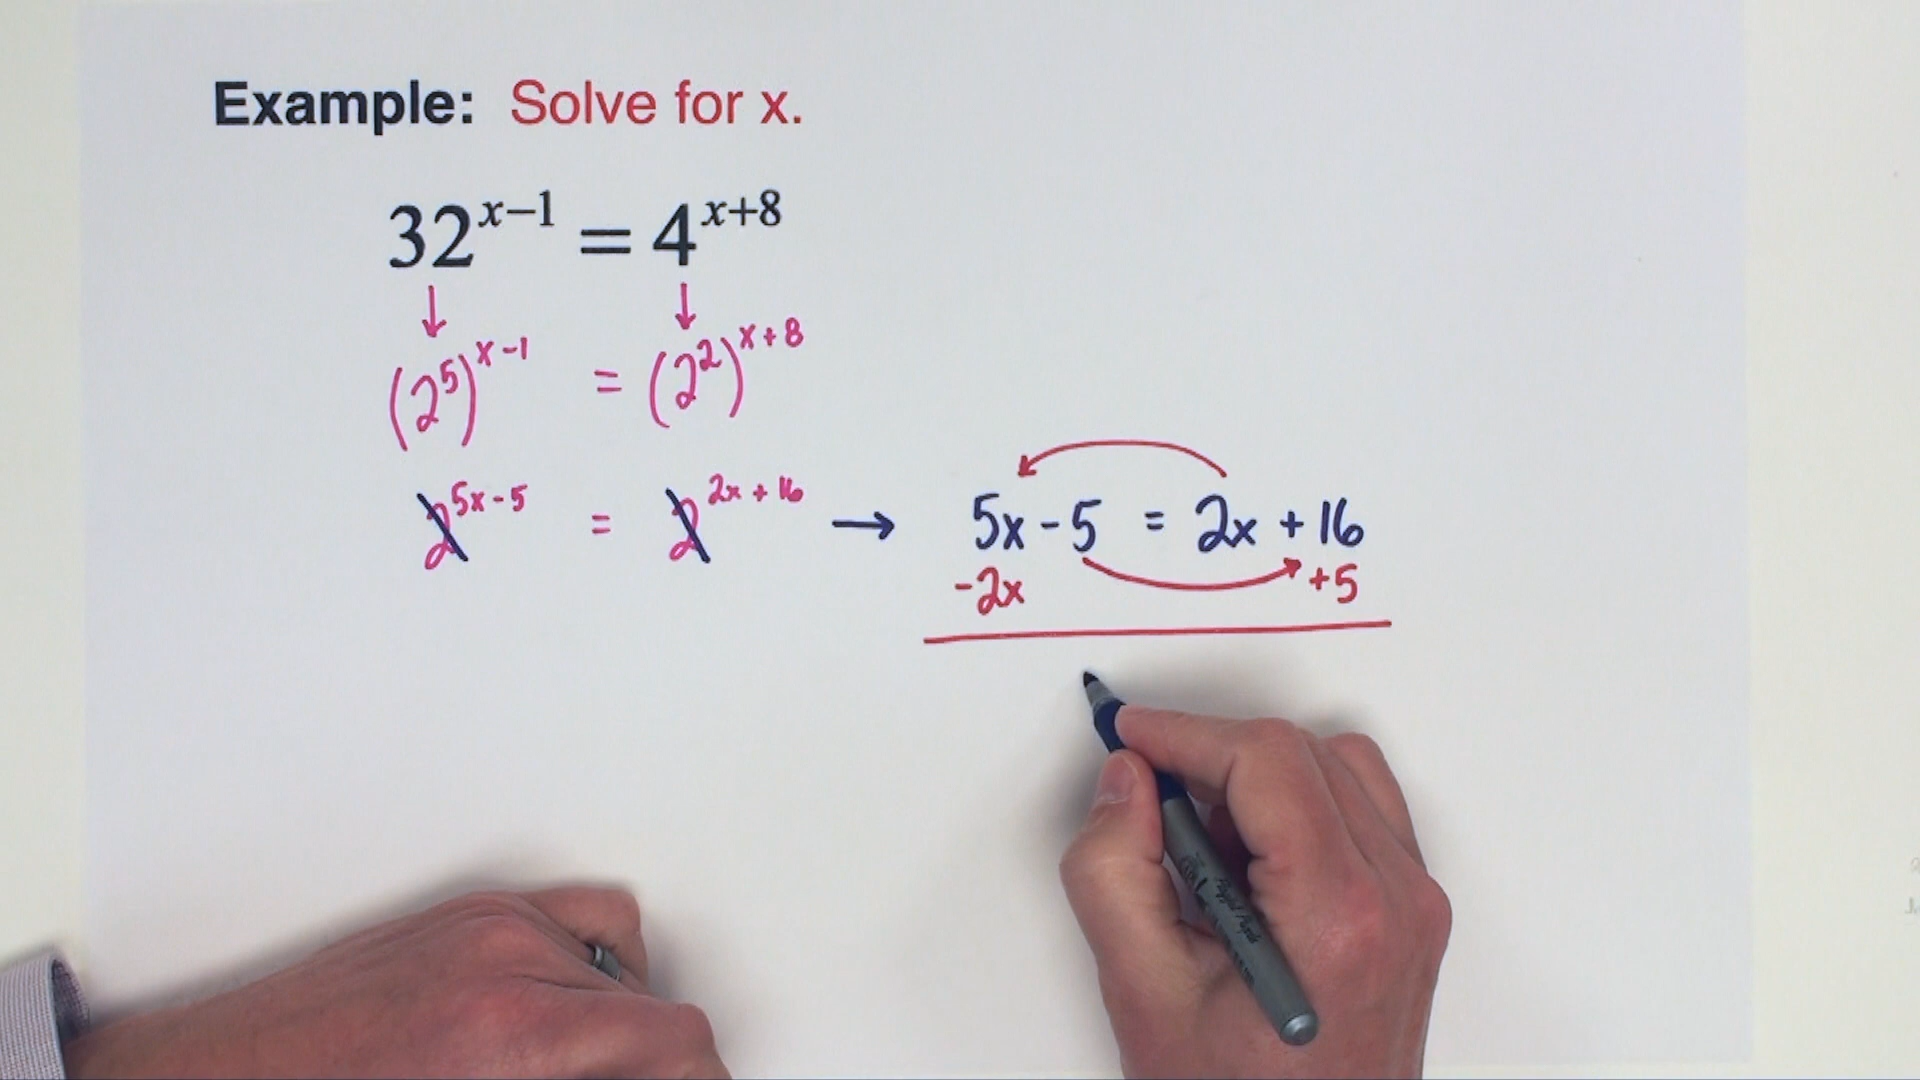 Example: Solve for x.
32^{x−1} = 4^{x+8}
↓ ↓
(2^5)^{x-1} = (2^2)^{x+8}
2^{5x-5} = 2^{2x+16} → 5x - 5 = 2x + 16
-2x +5